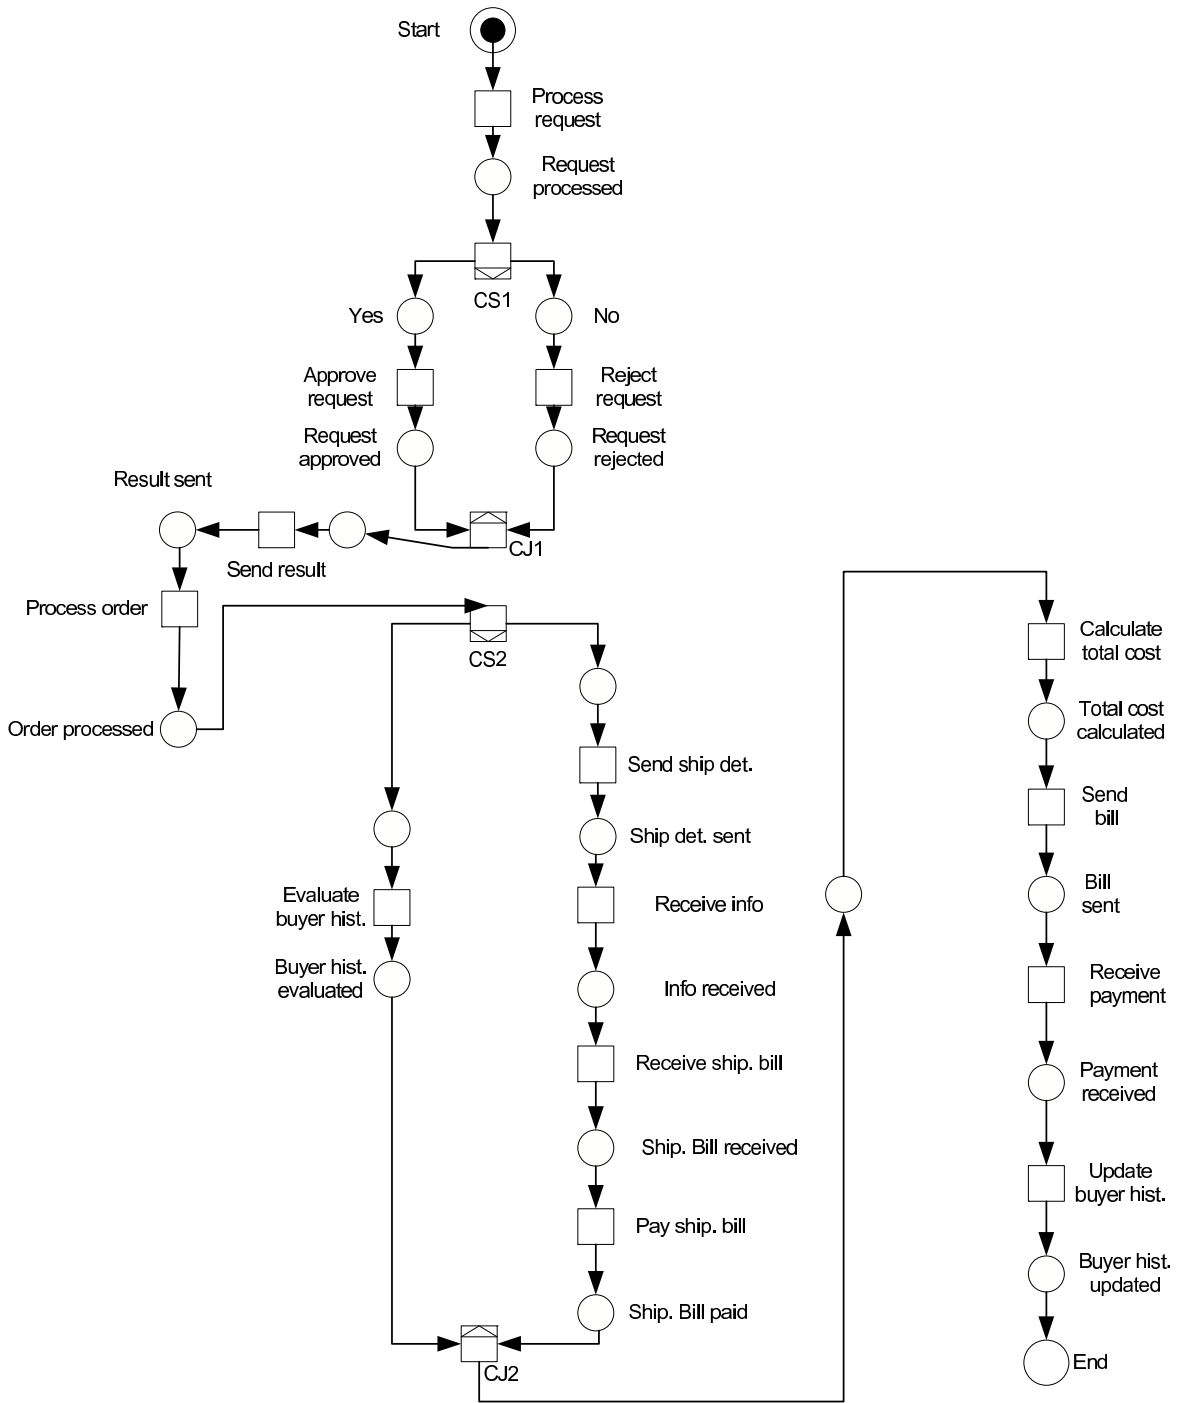 Start
Process
request
Request
processed
CS1
Yes
No
Approve
request
Reject
request
Request
approved
Request
rejected
Result sent
CJ1
Send result
Process order
CS2
Order processed
Send ship det.
Ship det. sent
Evaluate
buyer hist.
Receive info
Buyer hist.
evaluated
Info received
Receive ship. bill
Ship. Bill received
Pay ship. bill
Ship. Bill paid
CJ2
Calculate
total cost
Total cost
calculated
Send
bill
Bill
sent
Receive
payment
Payment
received
Update
buyer hist.
Buyer hist.
updated
End